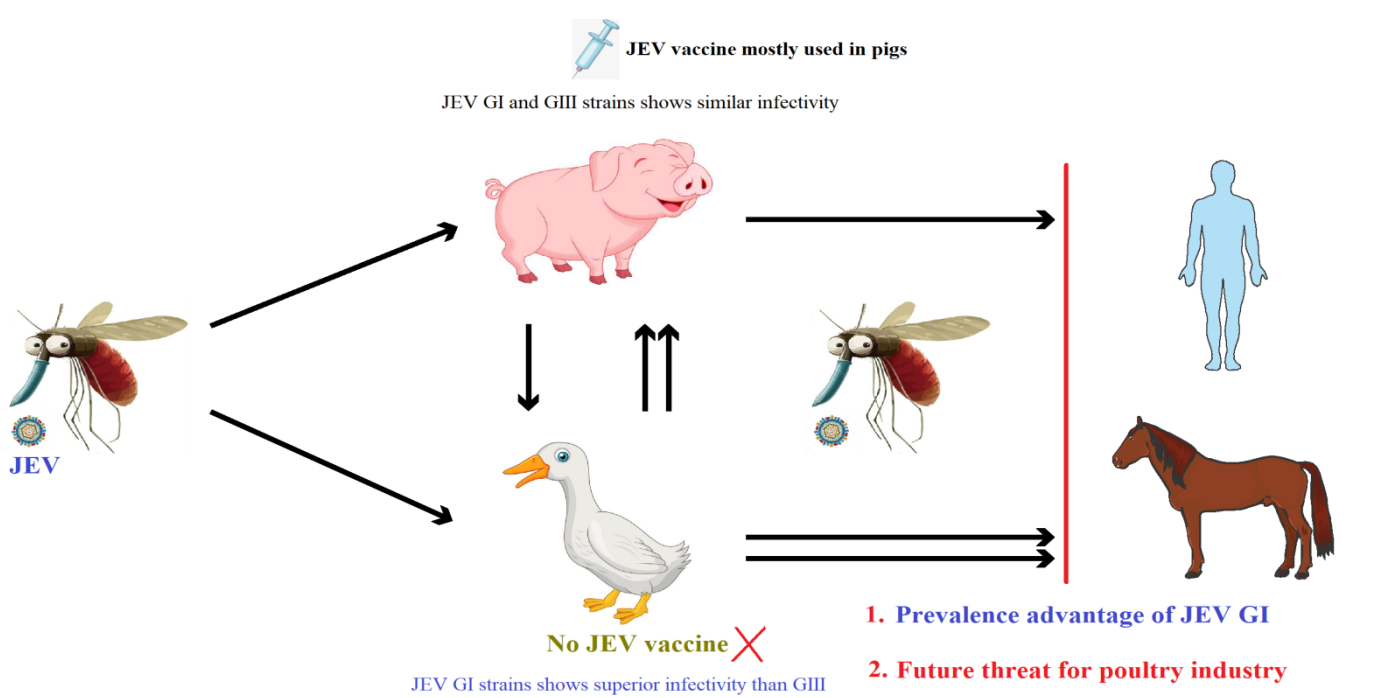 JEV vaccine mostly used in pigs
JEV GI and GIII strains shows similar infectivity
JEV
No JEV vaccine
JEV GI strains shows superior infectivity than GIII
1. Prevalence advantage of JEV GI
2. Future threat for poultry industry